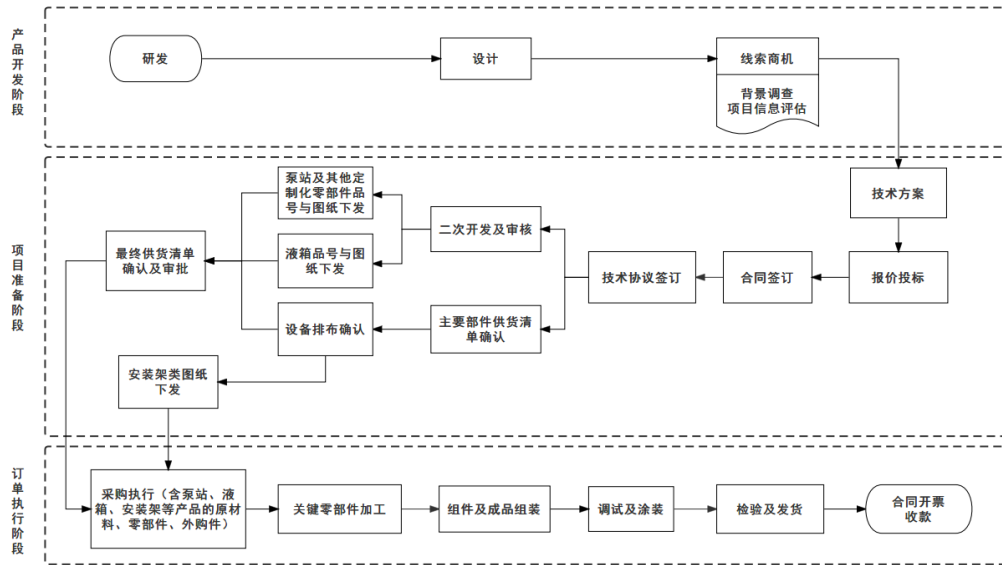 产品开发阶段
研发
设计
线索商机
背景调查
项目信息评估
项目准备阶段
技术方案
报价投标
合同签订
技术协议签订
二次开发及审核
主要部件供货清
单确认
泵站及其他定
制化零部件品
号与图纸下发
液箱品号与图
纸下发
设备排布确认
最终供货清单
确认及审批
安装架类图纸
下发
订单执行阶段
采购执行（含泵站、液
箱、安装架等产品的原材
料、零部件、外购件）
关键零部件加工
组件及成品组装
调试及涂装
检验及发货
合同开票
收款